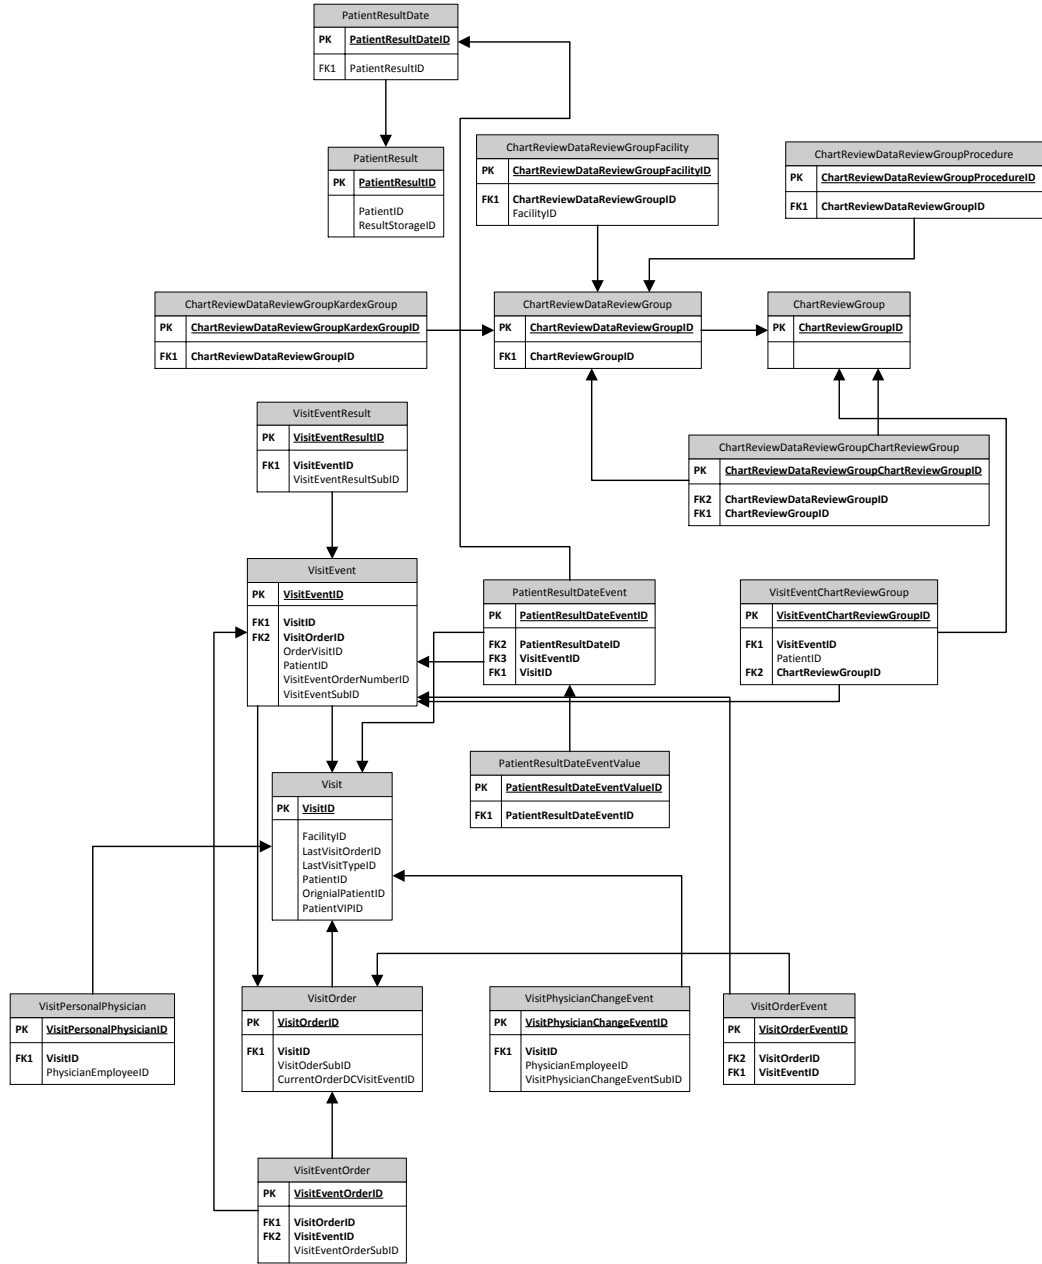 PatientResultDate
PK PatientResultDateID
FK1 PatientResultID
PatientResult
PK PatientResultID
PatientID
ResultStorageID
ChartReviewDataReviewGroupFacility
PK ChartReviewDataReviewGroupFacilityID
FK1 ChartReviewDataReviewGroupID
FacilityID
ChartReviewDataReviewGroupProcedure
PK ChartReviewDataReviewGroupProcedureID
FK1 ChartReviewDataReviewGroupID
ChartReviewDataReviewGroupKardexGroup
PK ChartReviewDataReviewGroupKardexGroupID
FK1 ChartReviewDataReviewGroupID
ChartReviewDataReviewGroup
PK ChartReviewDataReviewGroupID
FK1 ChartReviewGroupID
ChartReviewGroup
PK ChartReviewGroupID
VisitEventResult
PK VisitEventResultID
FK1 VisitEventID
VisitEventResultSubID
ChartReviewDataReviewGroupChartReviewGroup
PK ChartReviewDataReviewGroupChartReviewGroupID
FK2 ChartReviewDataReviewGroupID
FK1 ChartReviewGroupID
VisitEvent
PK VisitEventID
FK1 VisitID
FK2 VisitOrderID
OrderVisitID
PatientID
VisitEventOrderNumberID
VisitEventSubID
PatientResultDateEvent
PK PatientResultDateEventID
FK2 PatientResultDateID
FK3 VisitEventID
FK1 VisitID
VisitEventChartReviewGroup
PK VisitEventChartReviewGroupID
FK1 VisitEventID
PatientID
FK2 ChartReviewGroupID
PatientResultDateEventValue
PK PatientResultDateEventValueID
FK1 PatientResultDateEventID
Visit
PK VisitID
FacilityID
LastVisitOrderID
LastVisitTypeID
PatientID
OrignialPatientID
PatientVIPID
VisitPersonalPhysician
PK VisitPersonalPhysicianID
FK1 VisitID
PhysicianEmployeeID
VisitOrder
PK VisitOrderID
FK1 VisitID
VisitOderSubID
CurrentOrderDCVisitEventID
VisitPhysicianChangeEvent
PK VisitPhysicianChangeEventID
FK1 VisitID
PhysicianEmployeeID
VisitPhysicianChangeEventSubID
VisitOrderEvent
PK VisitOrderEventID
FK2 VisitOrderID
FK1 VisitEventID
VisitEventOrder
PK VisitEventOrderID
FK1 VisitOrderID
FK2 VisitEventID
VisitEventOrderSubID